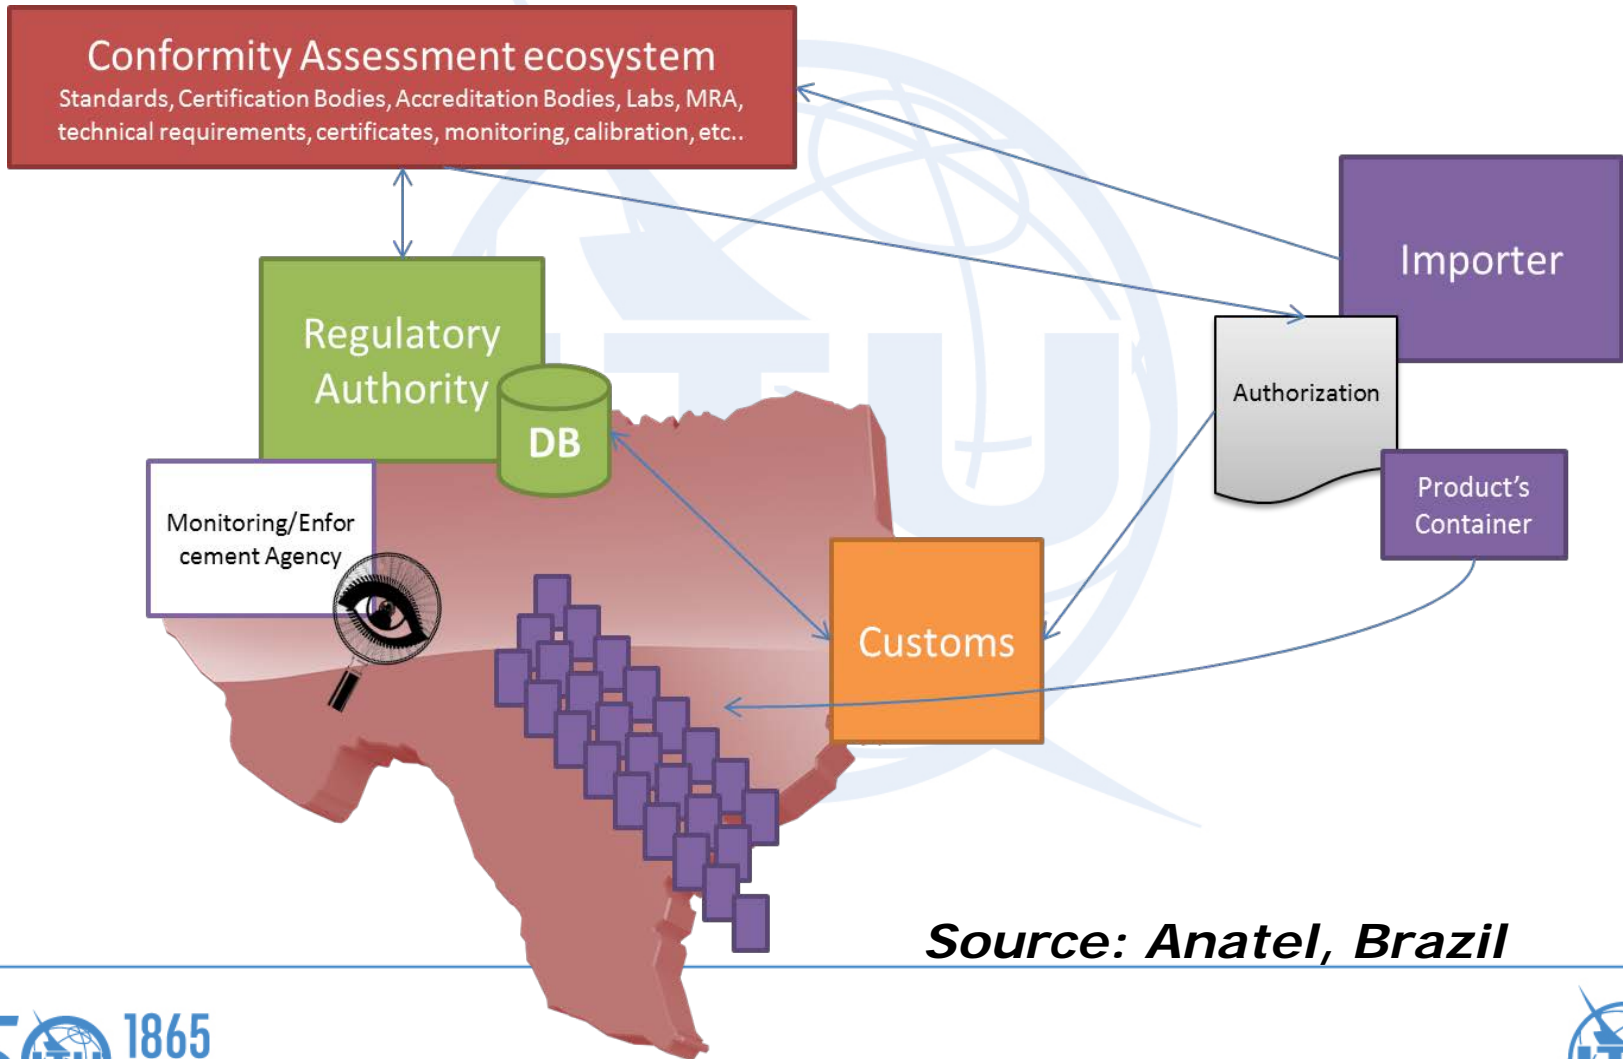 Conformity Assessment ecosystem
Standards, Certification Bodies, Accreditation Bodies, Labs, MRA,
technical requirements, certificates, monitoring, calibration, etc..
Importer
Regulatory
Authority
DB
Authorization
Product's
Container
Monitoring/Enfor
cement Agency
Customs
Source: Anatel, Brazil
1865
ITU